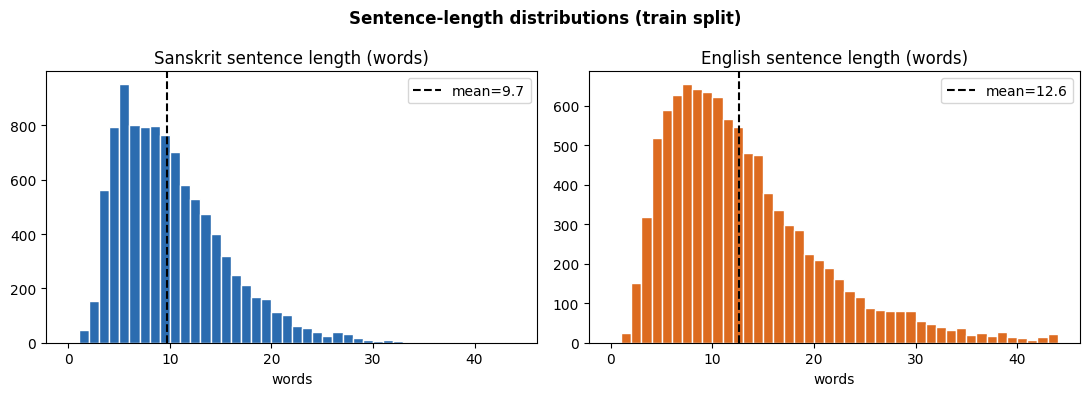 Sentence-length distributions (train split)
Sanskrit sentence length (words)
mean=9.7
800
600
400
200
0
0 10 20 30 40
words
English sentence length (words)
mean=12.6
600
500
400
300
200
100
0
0 10 20 30 40
words